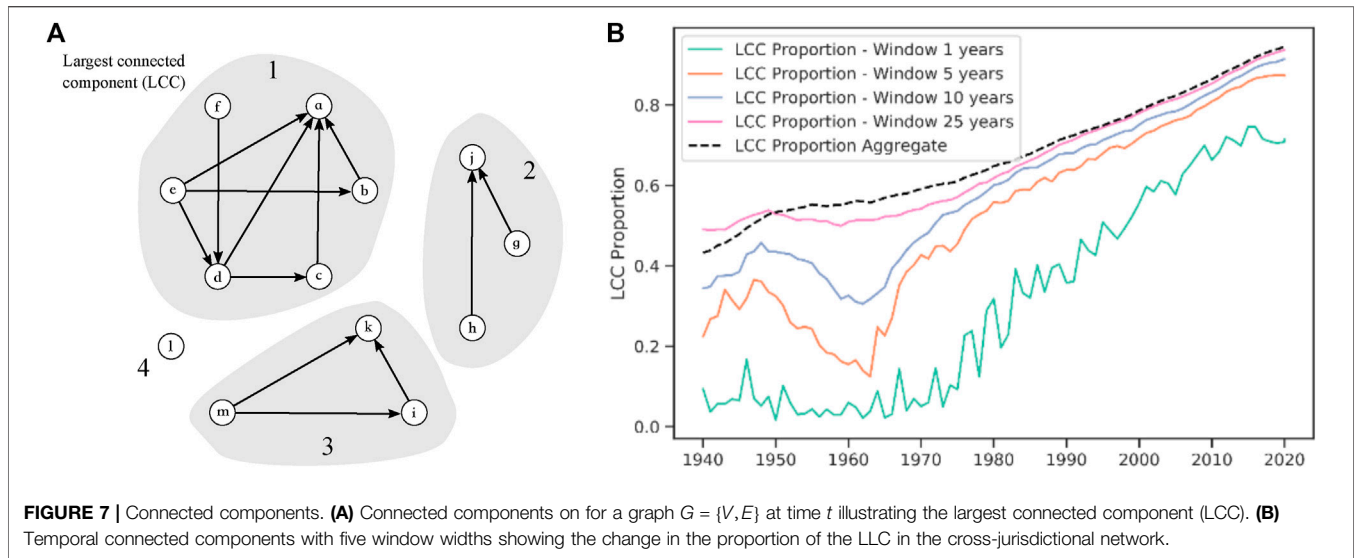 A
Largest connected
component (LCC)
1
f
a
e
b
d
c
2
j
g
h
4
l
3
k
m
i
B
LCC Proportion - Window 1 years
LCC Proportion - Window 5 years
LCC Proportion - Window 10 years
LCC Proportion - Window 25 years
LCC Proportion Aggregate
LCC Proportion
0.8
0.6
0.4
0.2
0.0
1940 1950 1960 1970 1980 1990 2000 2010 2020
FIGURE 7 | Connected components. (A) Connected components on for a graph G = {V, E} at time t illustrating the largest connected component (LCC). (B)
Temporal connected components with five window widths showing the change in the proportion of the LLC in the cross-jurisdictional network.